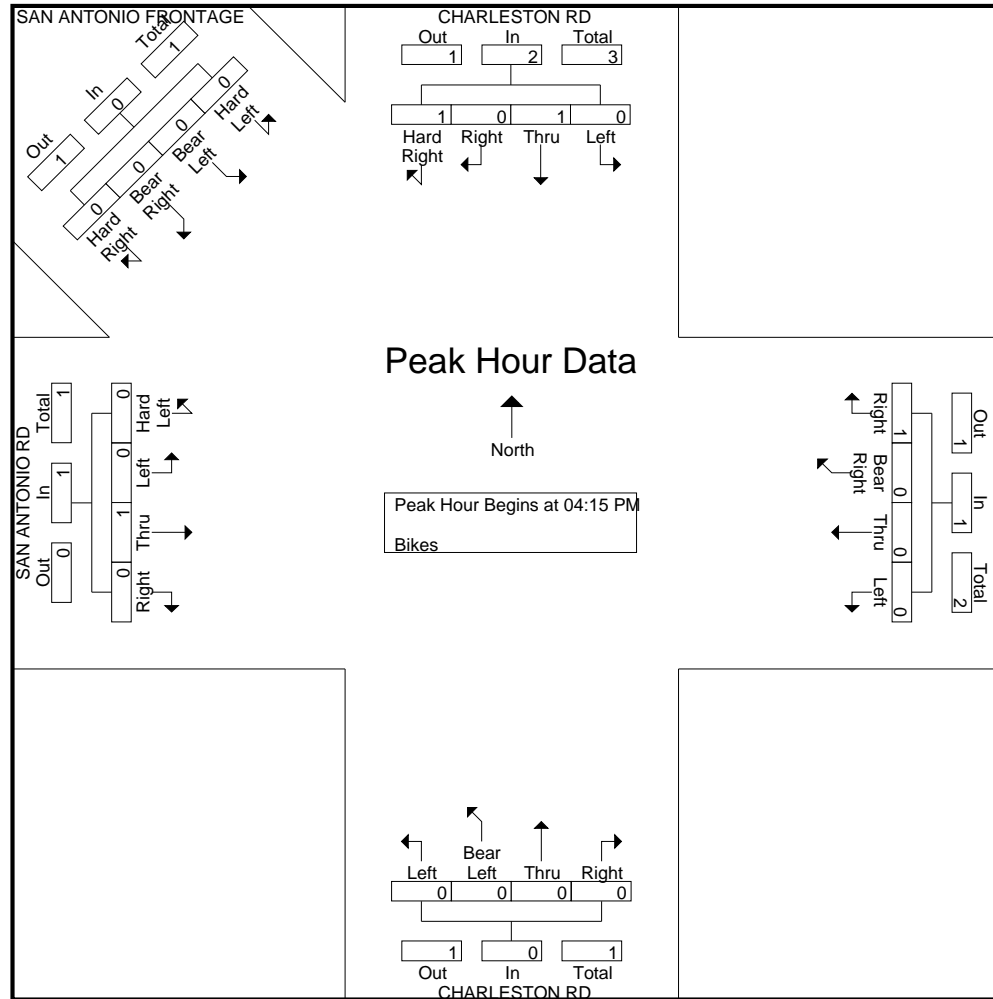 SAN ANTONIO FRONTAGE
Out
In
Total
1
0
1
0
0
0
0
Hard
Right
Bear
Right
Bear
Left
Hard
Left
CHARLESTON RD
Out In Total
1 2 3
1 0 1 0
Hard
Right
Right Thru Left
Peak Hour Data
North
Peak Hour Begins at 04:15 PM
Bikes
SAN ANTONIO RD
Out In Total
0 1 1
0 1 0 0
Right Thru Left Hard
Left
Right Bear
Right
Thru Left
1 0 0 0
Out In Total
1 1 2
Bear
Left Left Thru Right
0 0 0 0
1 0 1
Out In Total
CHARLESTON RD